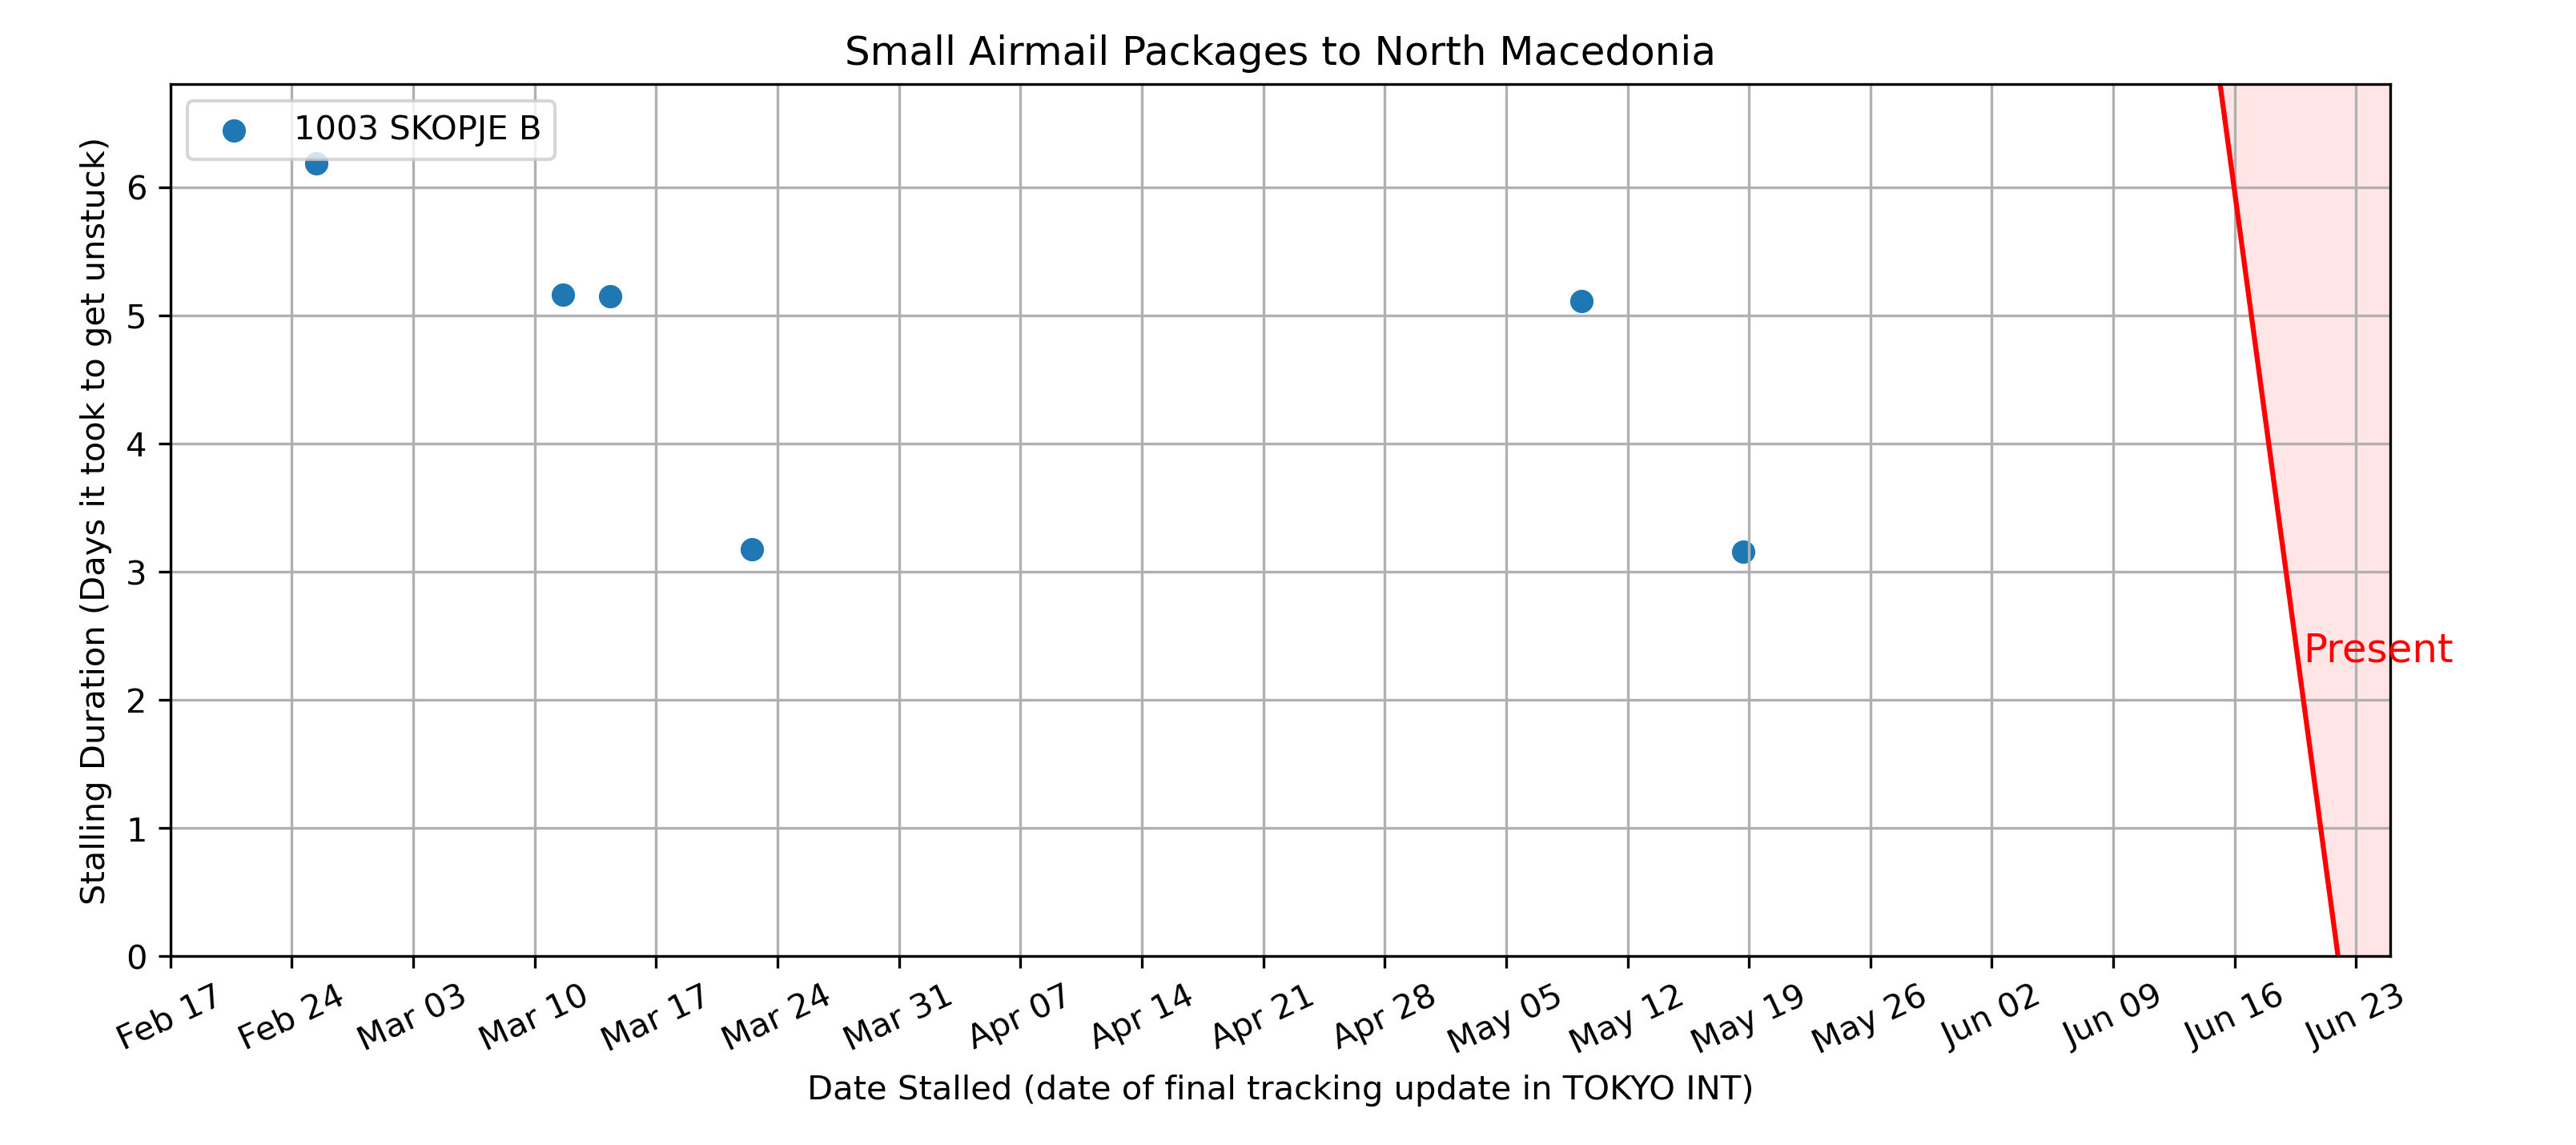 Small Airmail Packages to North Macedonia
1003 SKOPJE B
Stalling Duration (Days it took to get unstuck)
6
5
4
3
2
1
0
Present
Feb 17
Feb 24
Mar 03
Mar 10
Mar 17
Mar 24
Mar 31
Apr 07
Apr 14
Apr 21
Apr 28
May 05
May 12
May 19
May 26
Jun 02
Jun 09
Jun 16
Jun 23
Date Stalled (date of final tracking update in TOKYO INT)